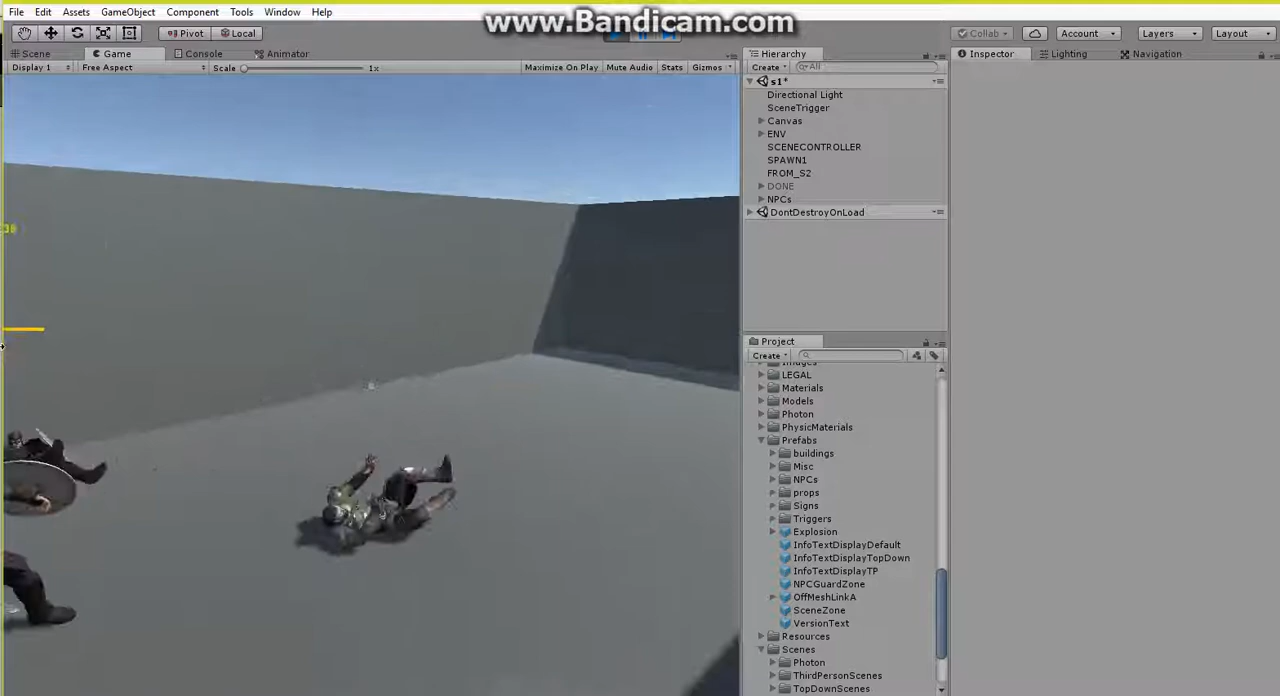 www.Bandicam.com
File Edit Assets GameObject Component Tools Window Help
Pivot Local Collab Account Layers Layout
Scene Game Console Animator
Display 1 Free Aspect Scale 1x Maximize On Play Mute Audio Stats Gizmos
Hierarchy
Create All
s1*
Directional Light
SceneTrigger
Canvas
ENV
SCENECONTROLLER
SPAWN1
FROM_S2
DONE
NPCs
DontDestroyOnLoad
Project
Create
LEGAL
Materials
Models
Photon
PhysicMaterials
Prefabs
buildings
Misc
NPCs
props
Signs
Triggers
Explosion
InfoTextDisplayDefault
InfoTextDisplayTopDown
InfoTextDisplayTP
NPCGuardZone
OffMeshLinkA
SceneZone
VersionText
Resources
Scenes
Photon
ThirdPersonScenes
TopDownScenes
Inspector Lighting Navigation